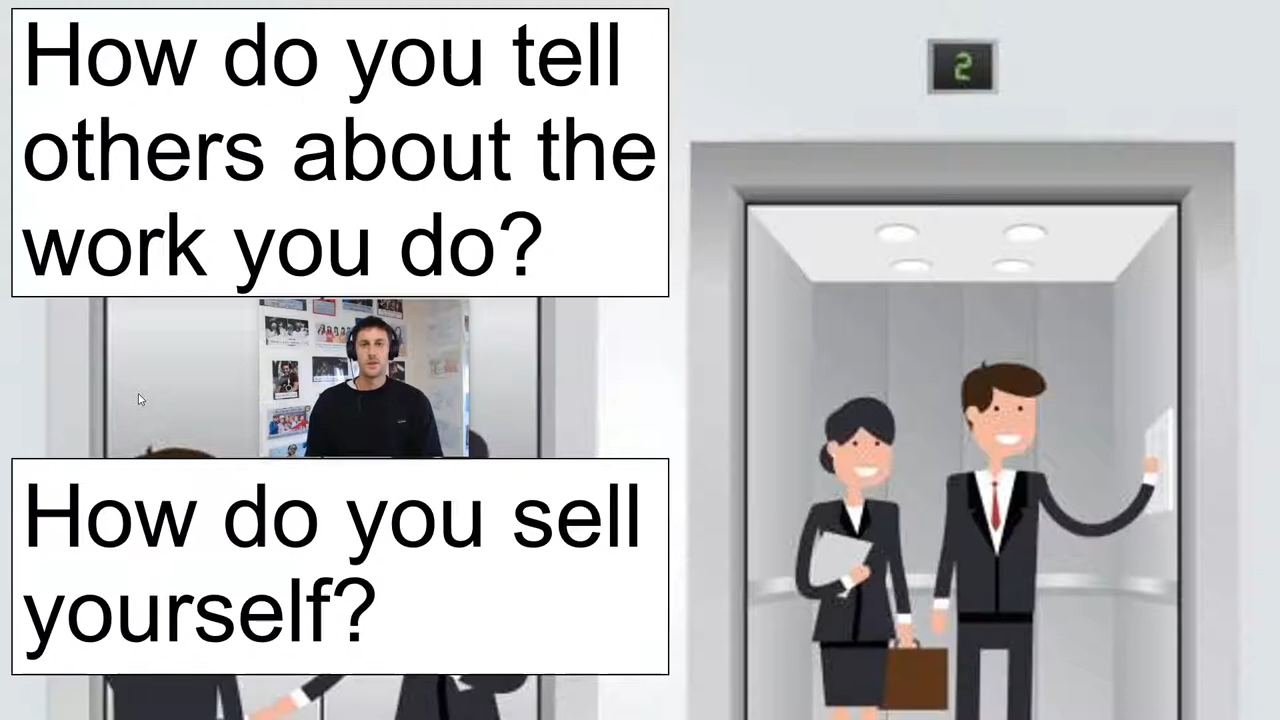 How do you tell
others about the
work you do?
2
How do you sell
yourself?